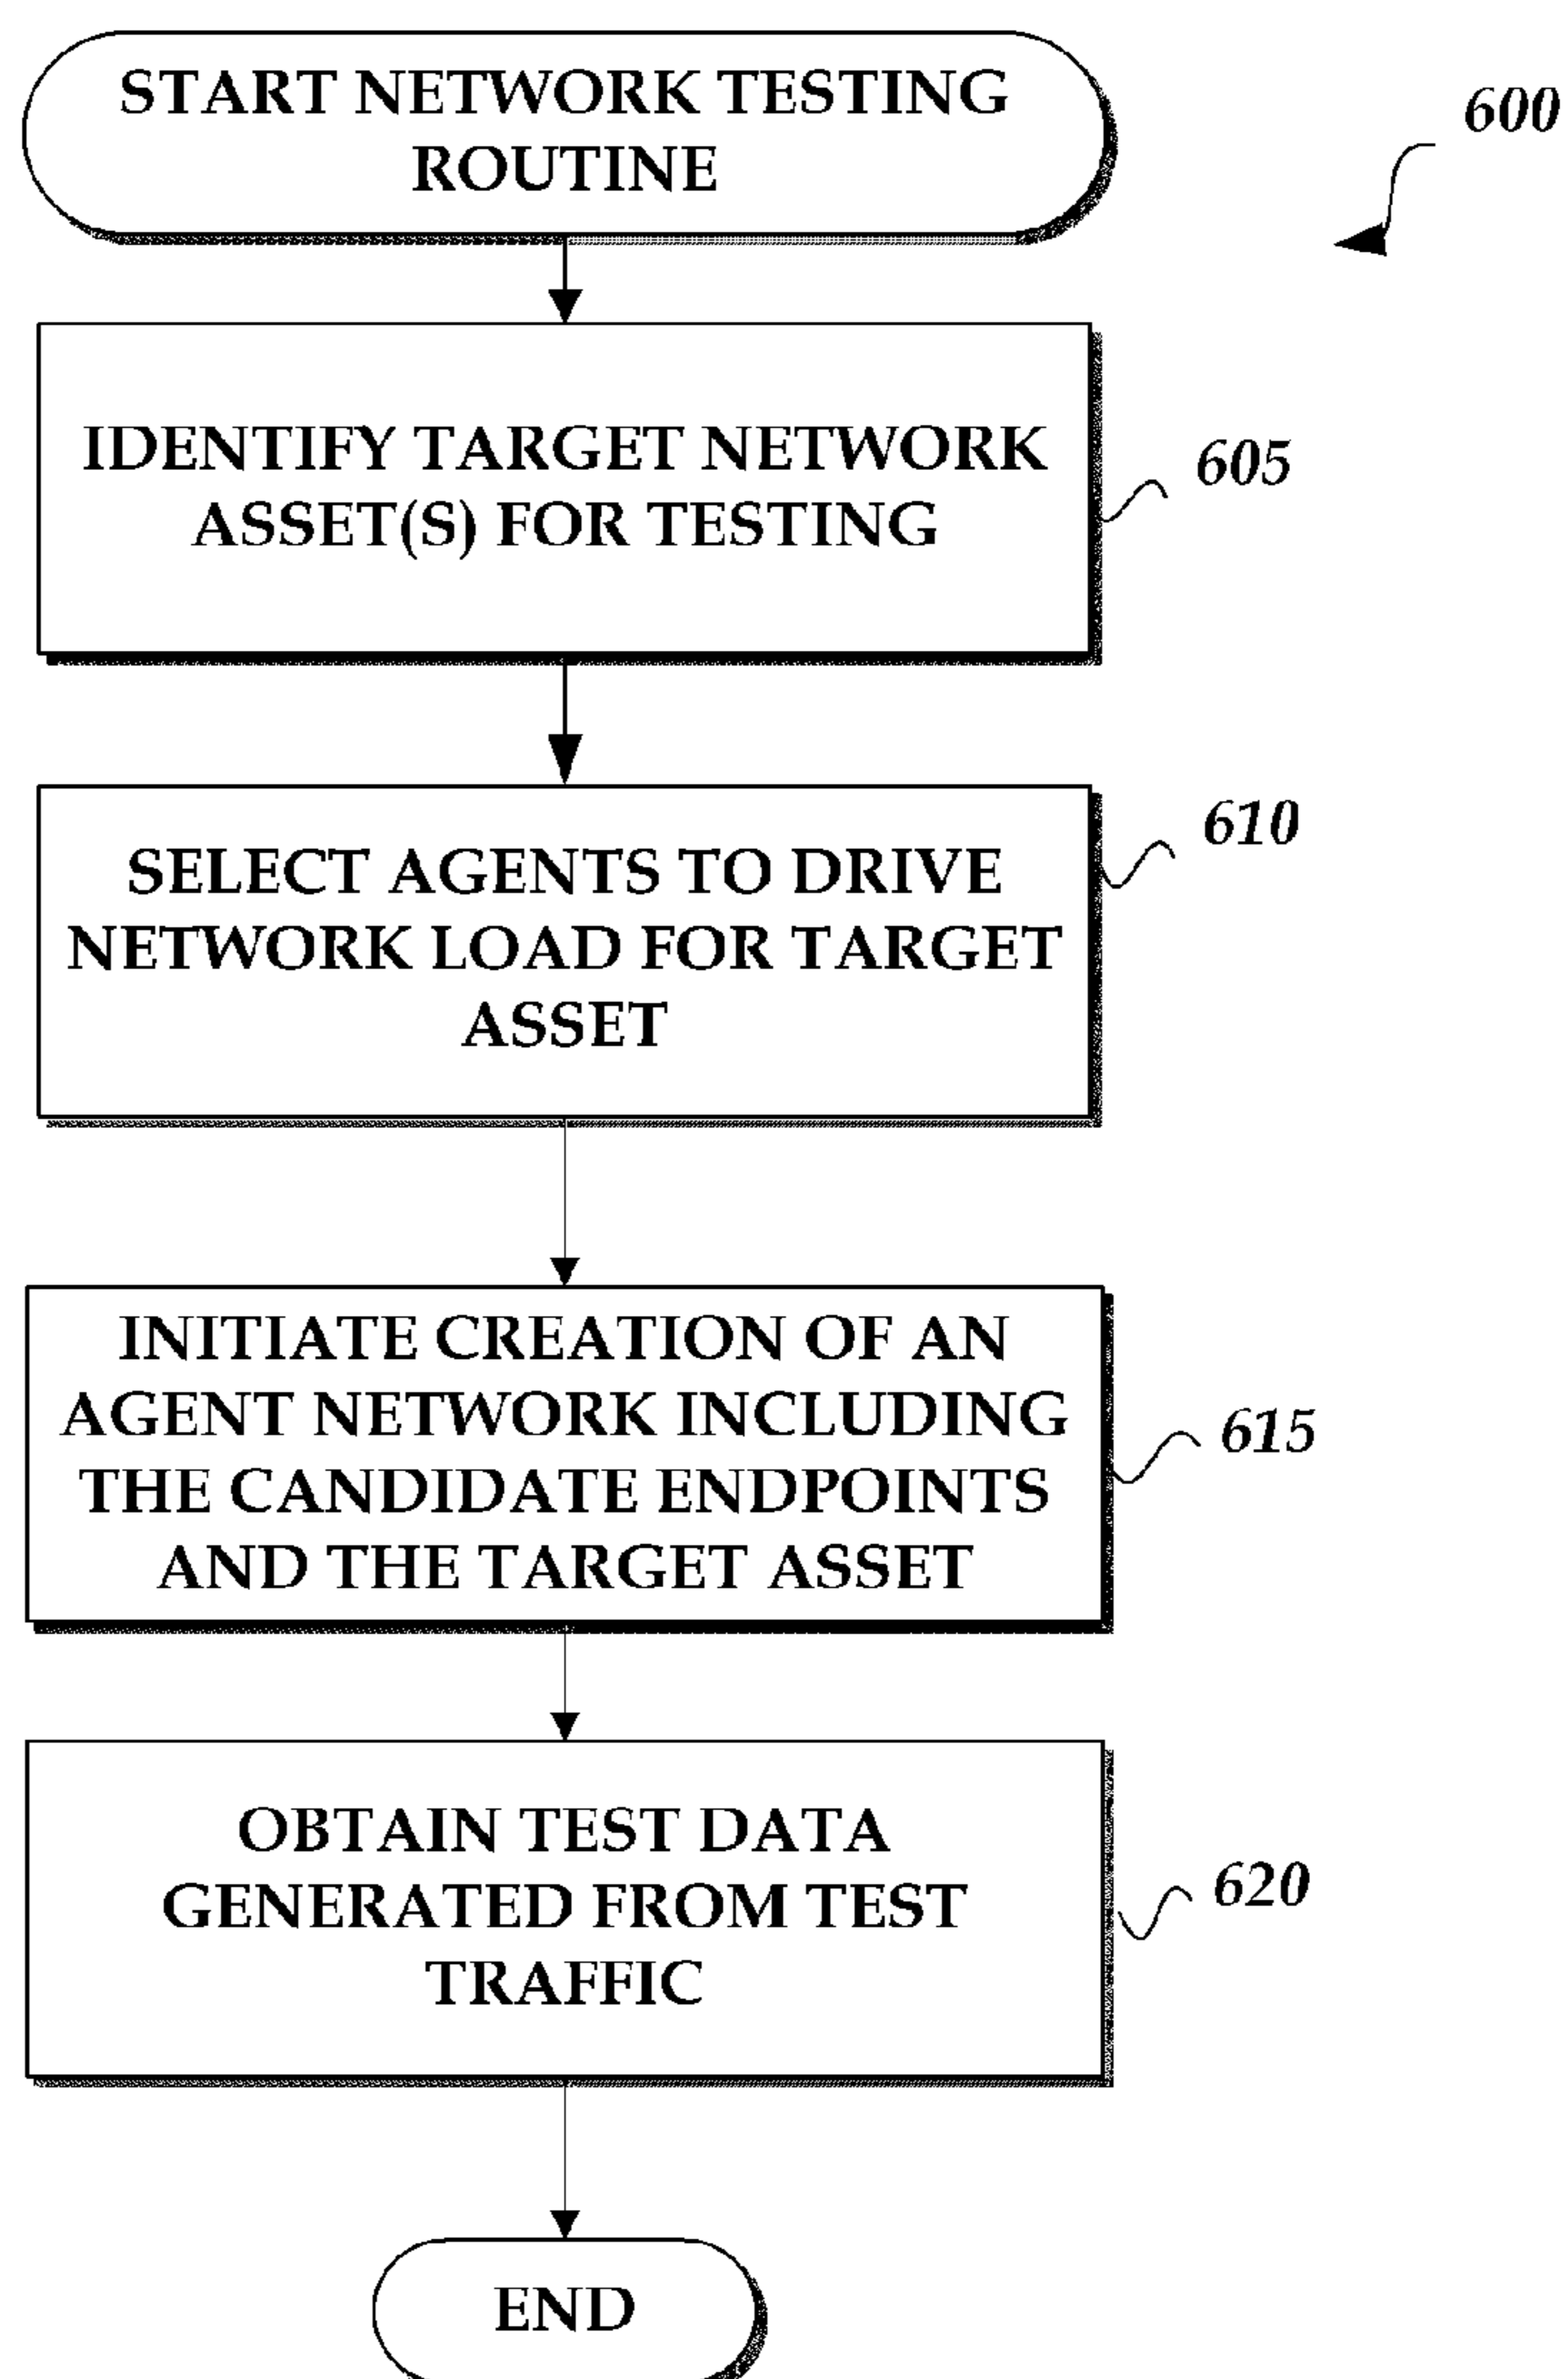 START NETWORK TESTING
ROUTINE
600
IDENTIFY TARGET NETWORK
ASSET(S) FOR TESTING
605
SELECT AGENTS TO DRIVE
NETWORK LOAD FOR TARGET
ASSET
610
INITIATE CREATION OF AN
AGENT NETWORK INCLUDING
THE CANDIDATE ENDPOINTS
AND THE TARGET ASSET
615
OBTAIN TEST DATA
GENERATED FROM TEST
TRAFFIC
620
END